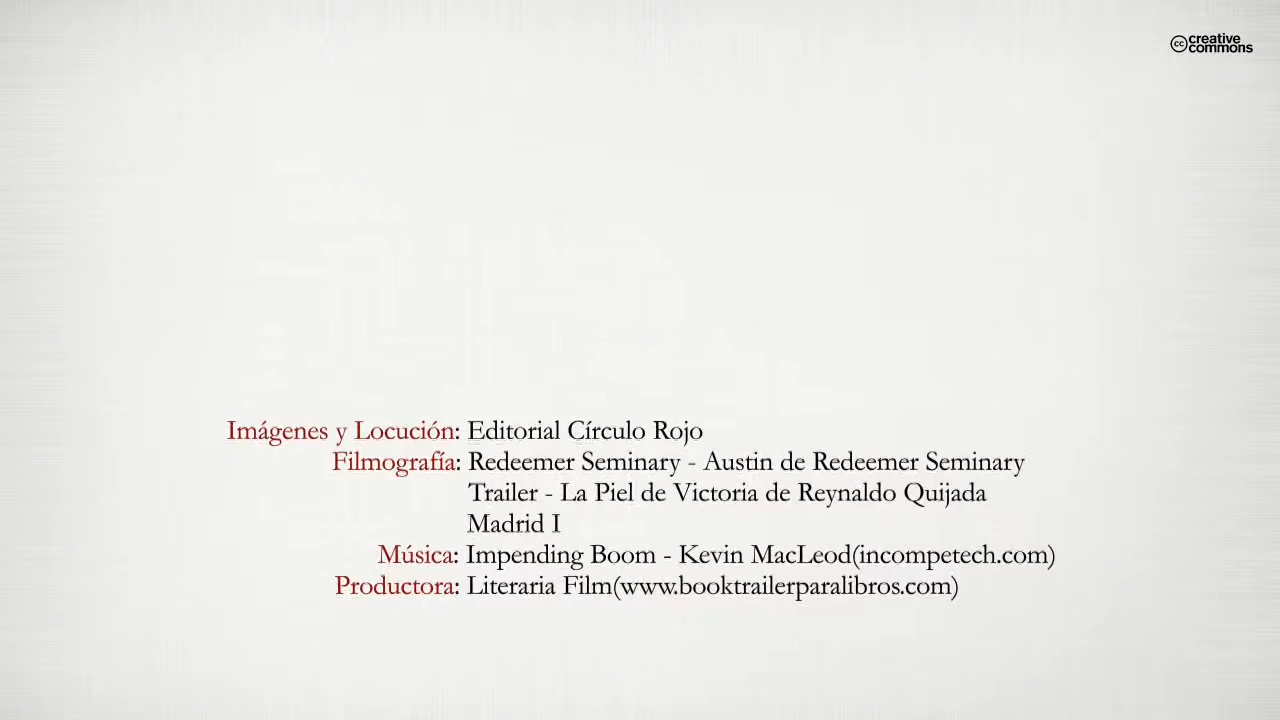 cc creative
commons
Imágenes y Locución: Editorial Círculo Rojo
Filmografía: Redeemer Seminary - Austin de Redeemer Seminary
Trailer - La Piel de Victoria de Reynaldo Quijada
Madrid I
Música: Impending Boom - Kevin MacLeod(incompetech.com)
Productora: Literaria Film(www.booktrailerparalibros.com)